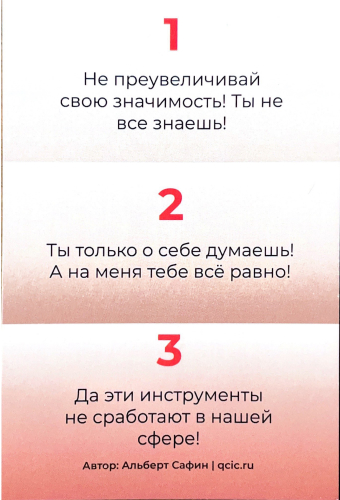 1
Не преувеличивай
свою значимость! Ты не
все знаешь!
2
Ты только о себе думаешь!
А на меня тебе всё равно!
3
Да эти инструменты
не сработают в нашей
сфере!
Автор: Альберт Сафин | qcic.ru